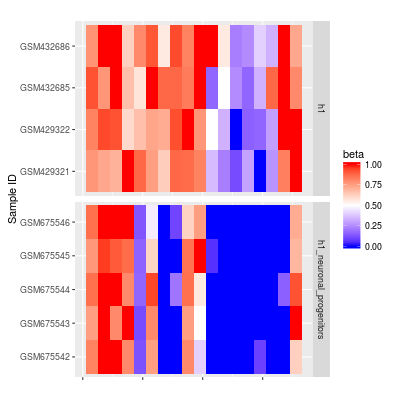 GSM432686
GSM432685
GSM429322
GSM429321
h1
Sample ID
GSM675546
GSM675545
GSM675544
GSM675543
GSM675542
h1_neuronal_progenitors
beta
1.00
0.75
0.50
0.25
0.00